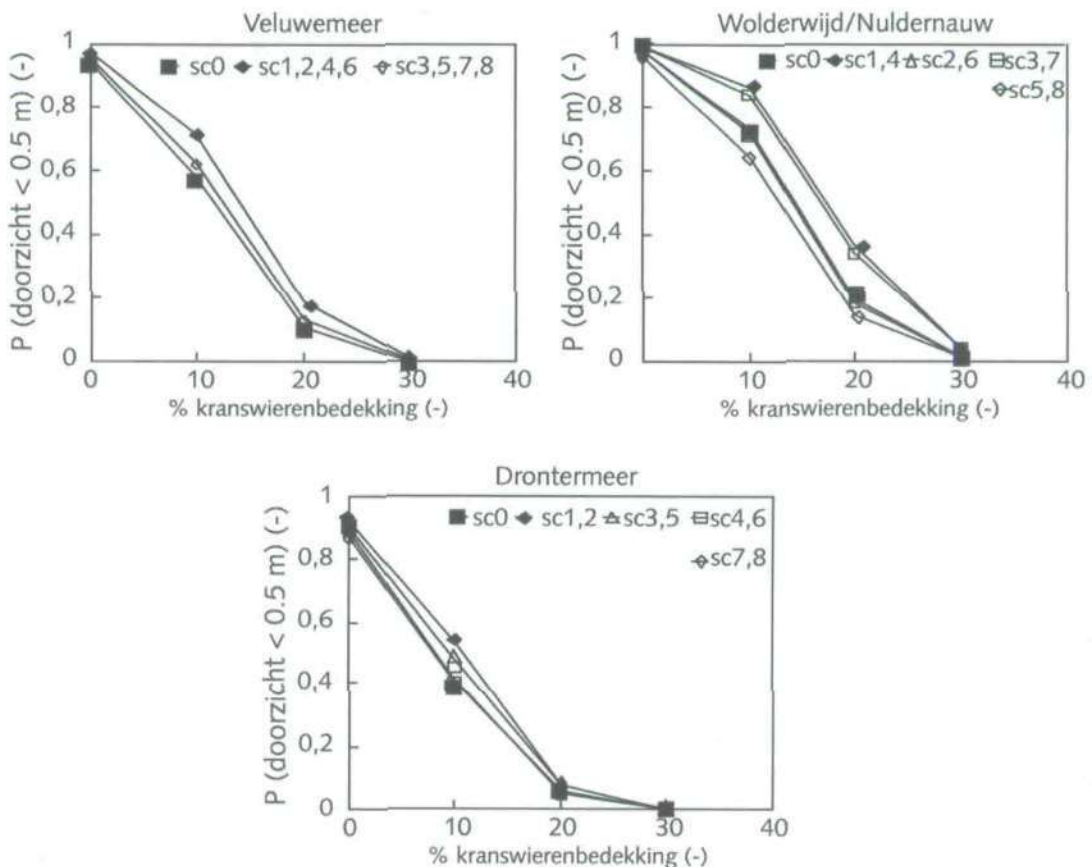 Veluwemeer
P (doorzicht < 0.5 m) (-)
1
0,8
0,6
0,4
0,2
0
sc0 sc1,2,4,6 sc3,5,7,8
0 10 20 30 40
% kranswierenbedekking (-)
Wolderwijd/Nuldernauw
P (doorzicht < 0.5 m) (-)
1
0,8
0,6
0,4
0,2
0
sc0 sc1,4 sc2,6 sc3,7
sc5,8
10 20 30 40
% kranswierenbedekking (-)
Drontermeer
P (doorzicht < 0.5 m) (-)
1
0,8
0,6
0,4
0,2
0
sc0 sc1,2 sc3,5 sc4,6
sc7,8
0 10 20 30 40
% kranswierenbedekking (-)